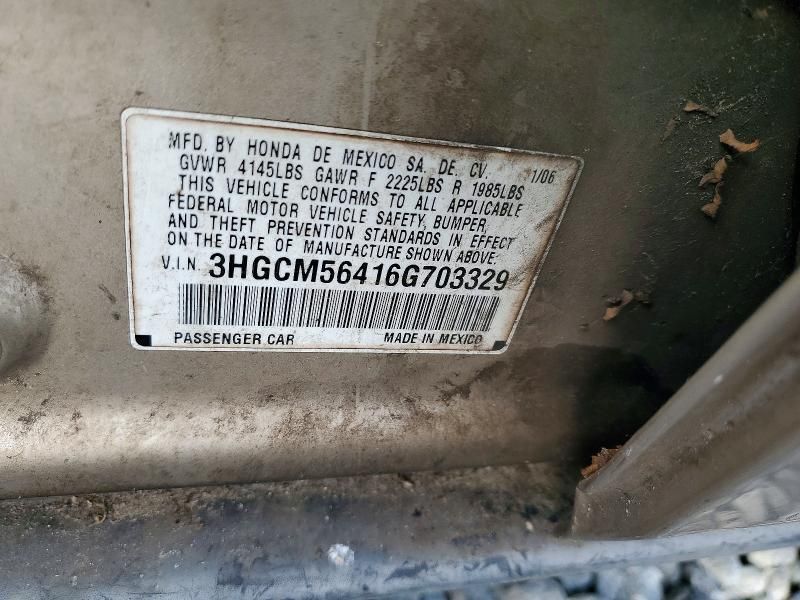 MFD. BY HONDA DE MEXICO SA. DE. CV. 1/06
GVWR 4145LBS GAWR F 2225LBS R 1985LBS
THIS VEHICLE CONFORMS TO ALL APPLICABLE
FEDERAL MOTOR VEHICLE SAFETY, BUMPER,
AND THEFT PREVENTION STANDARDS IN EFFECT
ON THE DATE OF MANUFACTURE SHOWN ABOVE.
V.I.N. 3HGCM56416G703329
PASSENGER CAR MADE IN MEXICO